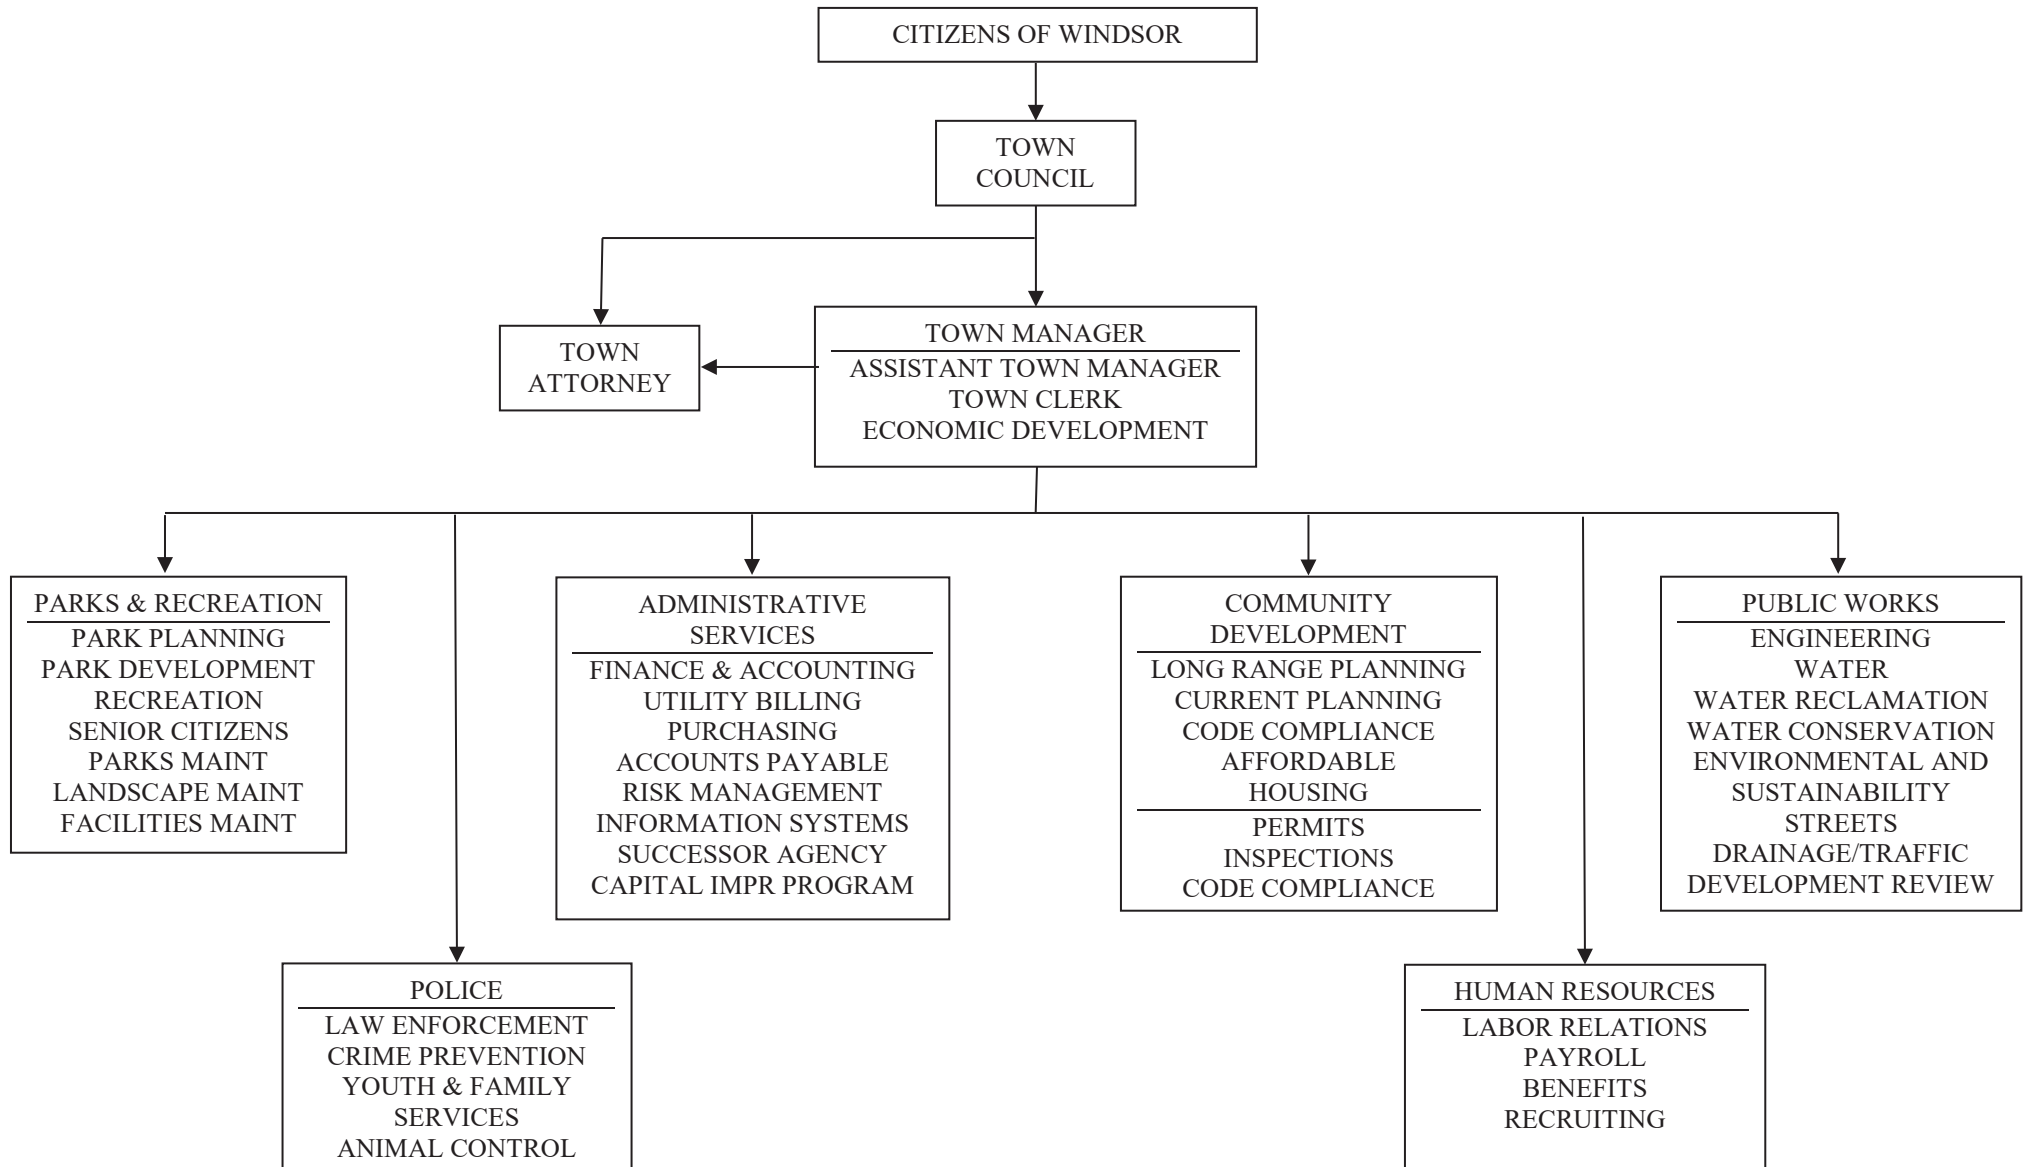 CITIZENS OF WINDSOR
TOWN
COUNCIL
TOWN
ATTORNEY
TOWN MANAGER
ASSISTANT TOWN MANAGER
TOWN CLERK
ECONOMIC DEVELOPMENT
PARKS & RECREATION
PARK PLANNING
PARK DEVELOPMENT
RECREATION
SENIOR CITIZENS
PARKS MAINT
LANDSCAPE MAINT
FACILITIES MAINT
ADMINISTRATIVE
SERVICES
FINANCE & ACCOUNTING
UTILITY BILLING
PURCHASING
ACCOUNTS PAYABLE
RISK MANAGEMENT
INFORMATION SYSTEMS
SUCCESSOR AGENCY
CAPITAL IMPR PROGRAM
COMMUNITY
DEVELOPMENT
LONG RANGE PLANNING
CURRENT PLANNING
CODE COMPLIANCE
AFFORDABLE
HOUSING
PERMITS
INSPECTIONS
CODE COMPLIANCE
PUBLIC WORKS
ENGINEERING
WATER
WATER RECLAMATION
WATER CONSERVATION
ENVIRONMENTAL AND
SUSTAINABILITY
STREETS
DRAINAGE/TRAFFIC
DEVELOPMENT REVIEW
POLICE
LAW ENFORCEMENT
CRIME PREVENTION
YOUTH & FAMILY
SERVICES
ANIMAL CONTROL
HUMAN RESOURCES
LABOR RELATIONS
PAYROLL
BENEFITS
RECRUITING